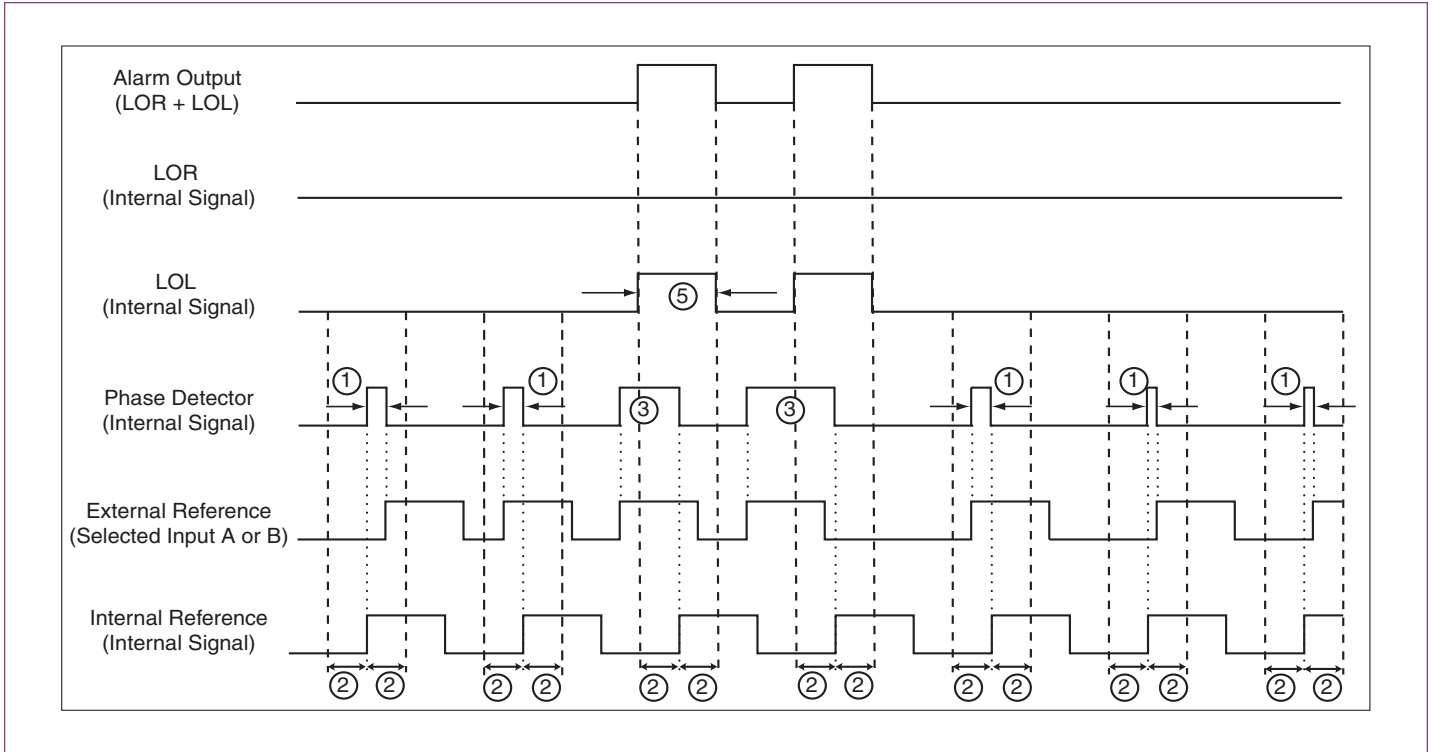 Alarm Output
(LOR + LOL)
LOR
(Internal Signal)
LOL
(Internal Signal)
5
Phase Detector
(Internal Signal)
1 1 3 3 1 1 1
External Reference
(Selected Input A or B)
Internal Reference
(Internal Signal)
2 2 2 2 2 2 2 2 2 2 2 2 2 2